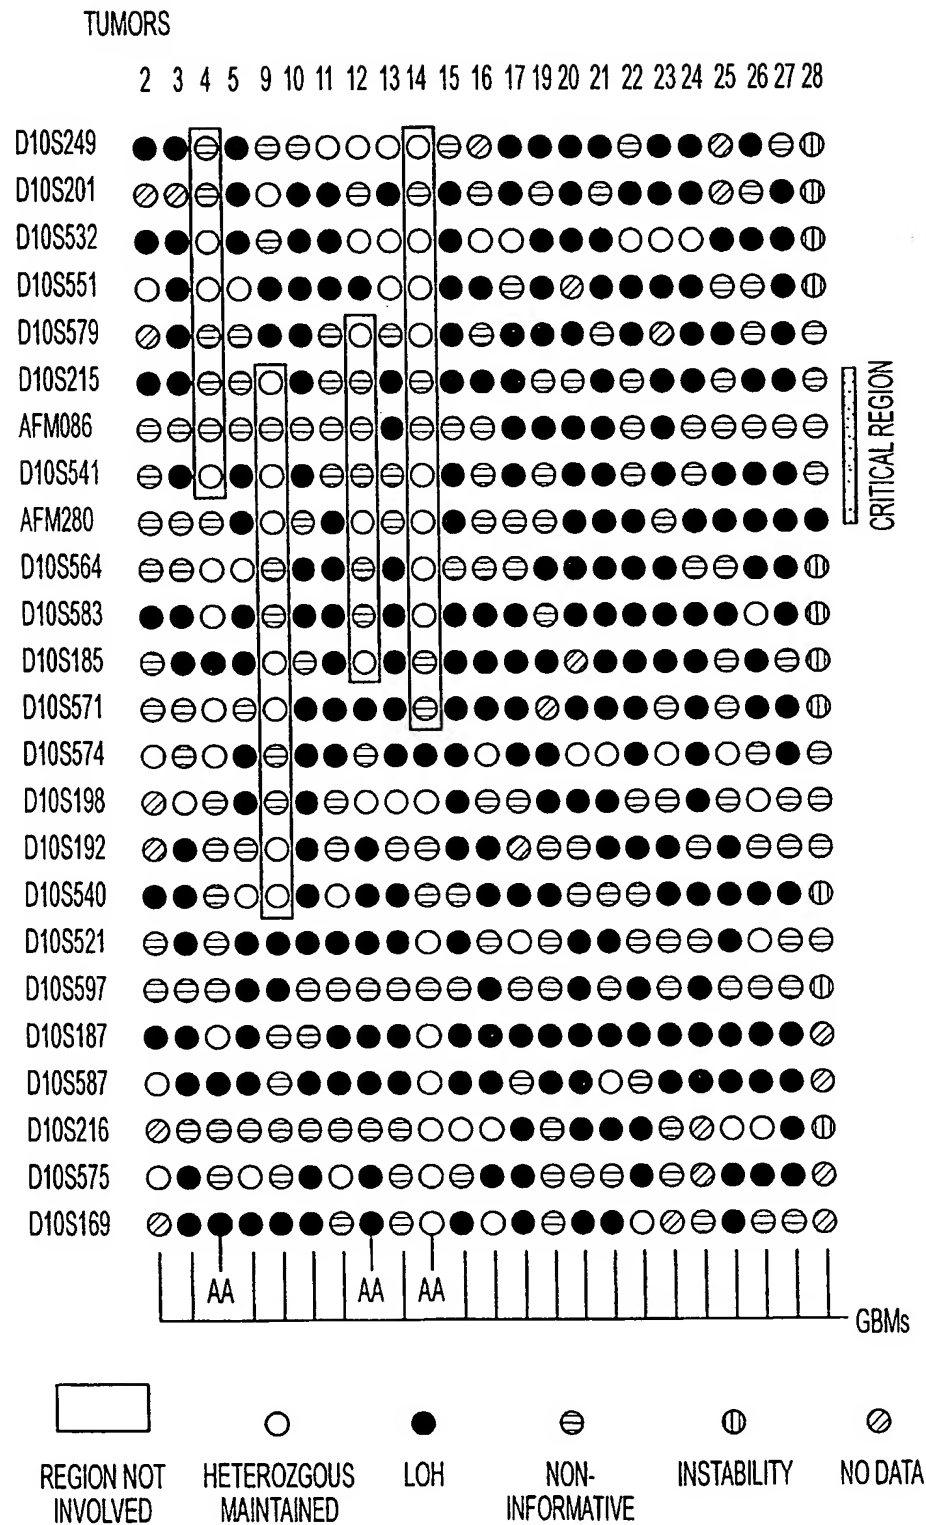 TUMORS
2 3 4 5 9 10 11 12 13 14 15 16 17 19 20 21 22 23 24 25 26 27 28
D10S249
D10S201
D10S532
D10S551
D10S579
D10S215
AFM086
D10S541
AFM280
D10S564
D10S583
D10S185
D10S571
D10S574
D10S198
D10S192
D10S540
D10S521
D10S597
D10S187
D10S587
D10S216
D10S575
D10S169
CRITICAL REGION
AA AA AA
GBMs
REGION NOT
INVOLVED
HETEROZGOUS
MAINTAINED
LOH
NON-
INFORMATIVE
INSTABILITY
NO DATA